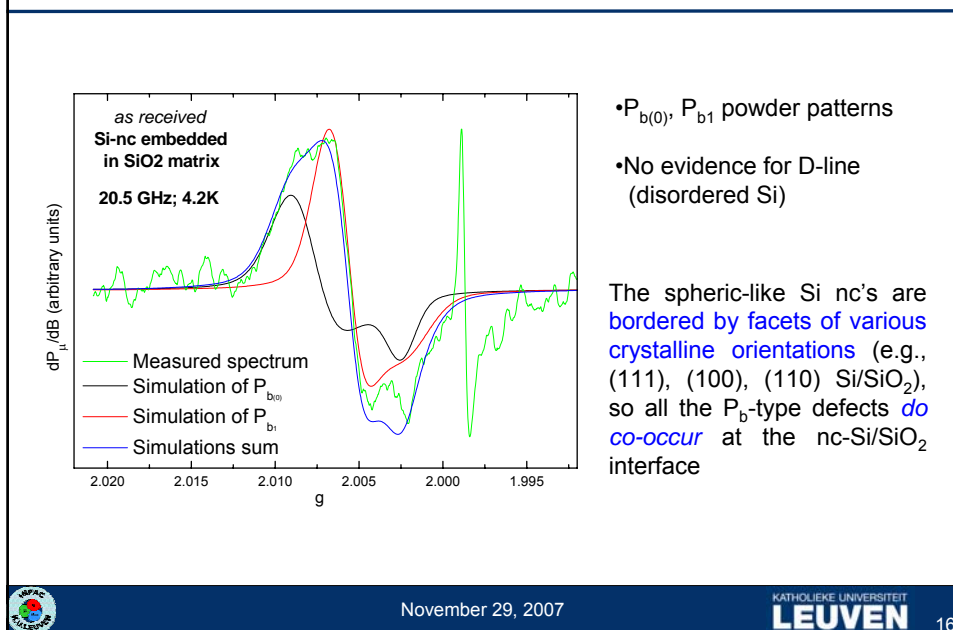 as received
Si-nc embedded
in SiO2 matrix
20.5 GHz; 4.2K
dPμ/dB (arbitrary units)
Measured spectrum
Simulation of Pb(0)
Simulation of Pb1
Simulations sum
2.020 2.015 2.010 2.005 2.000 1.995
g
•Pb(0), Pb1 powder patterns
•No evidence for D-line
(disordered Si)
The spheric-like Si nc's are
bordered by facets of various
crystalline orientations (e.g.,
(111), (100), (110) Si/SiO2),
so all the Pb-type defects do
co-occur at the nc-Si/SiO2
interface
November 29, 2007
KATHOLIEKE UNIVERSITEIT
LEUVEN
16